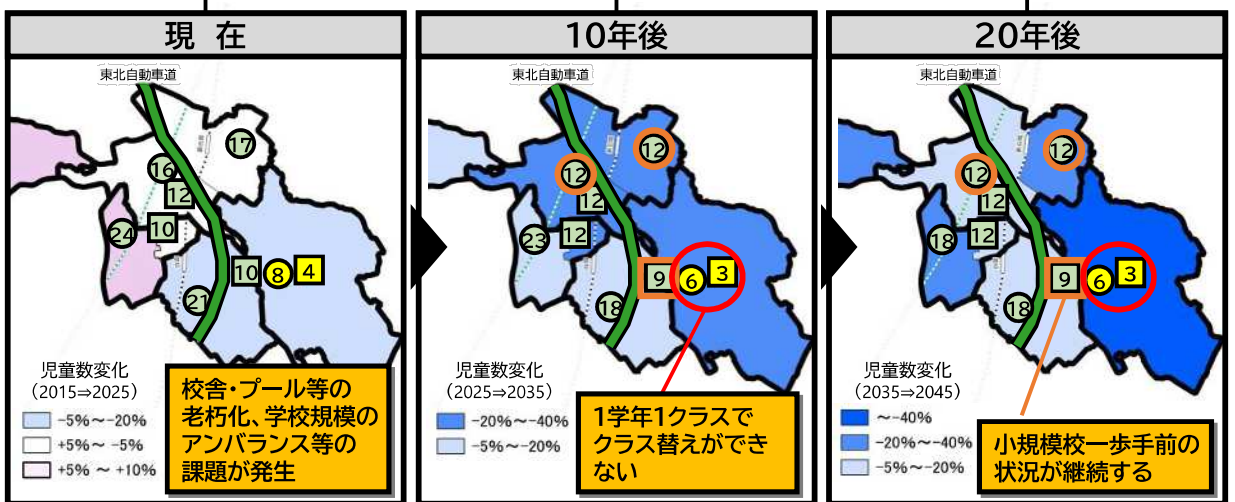 現 在
東北自動車道
17
16
12
24
10
10
8
4
21
児童数変化
(2015⇒2025)
-5%～-20%
+5%～ -5%
+5% ～ +10%
校舎・プール等の
老朽化、学校規模の
アンバランス等の
課題が発生
10年後
東北自動車道
12
12
12
23
12
9
6
3
18
児童数変化
(2025⇒2035)
-20%～-40%
-5%～-20%
1学年1クラスで
クラス替えができ
ない
20年後
東北自動車道
12
12
12
18
12
9
6
3
18
児童数変化
(2035⇒2045)
～-40%
-20%～-40%
-5%～-20%
小規模校一歩手前の
状況が継続する